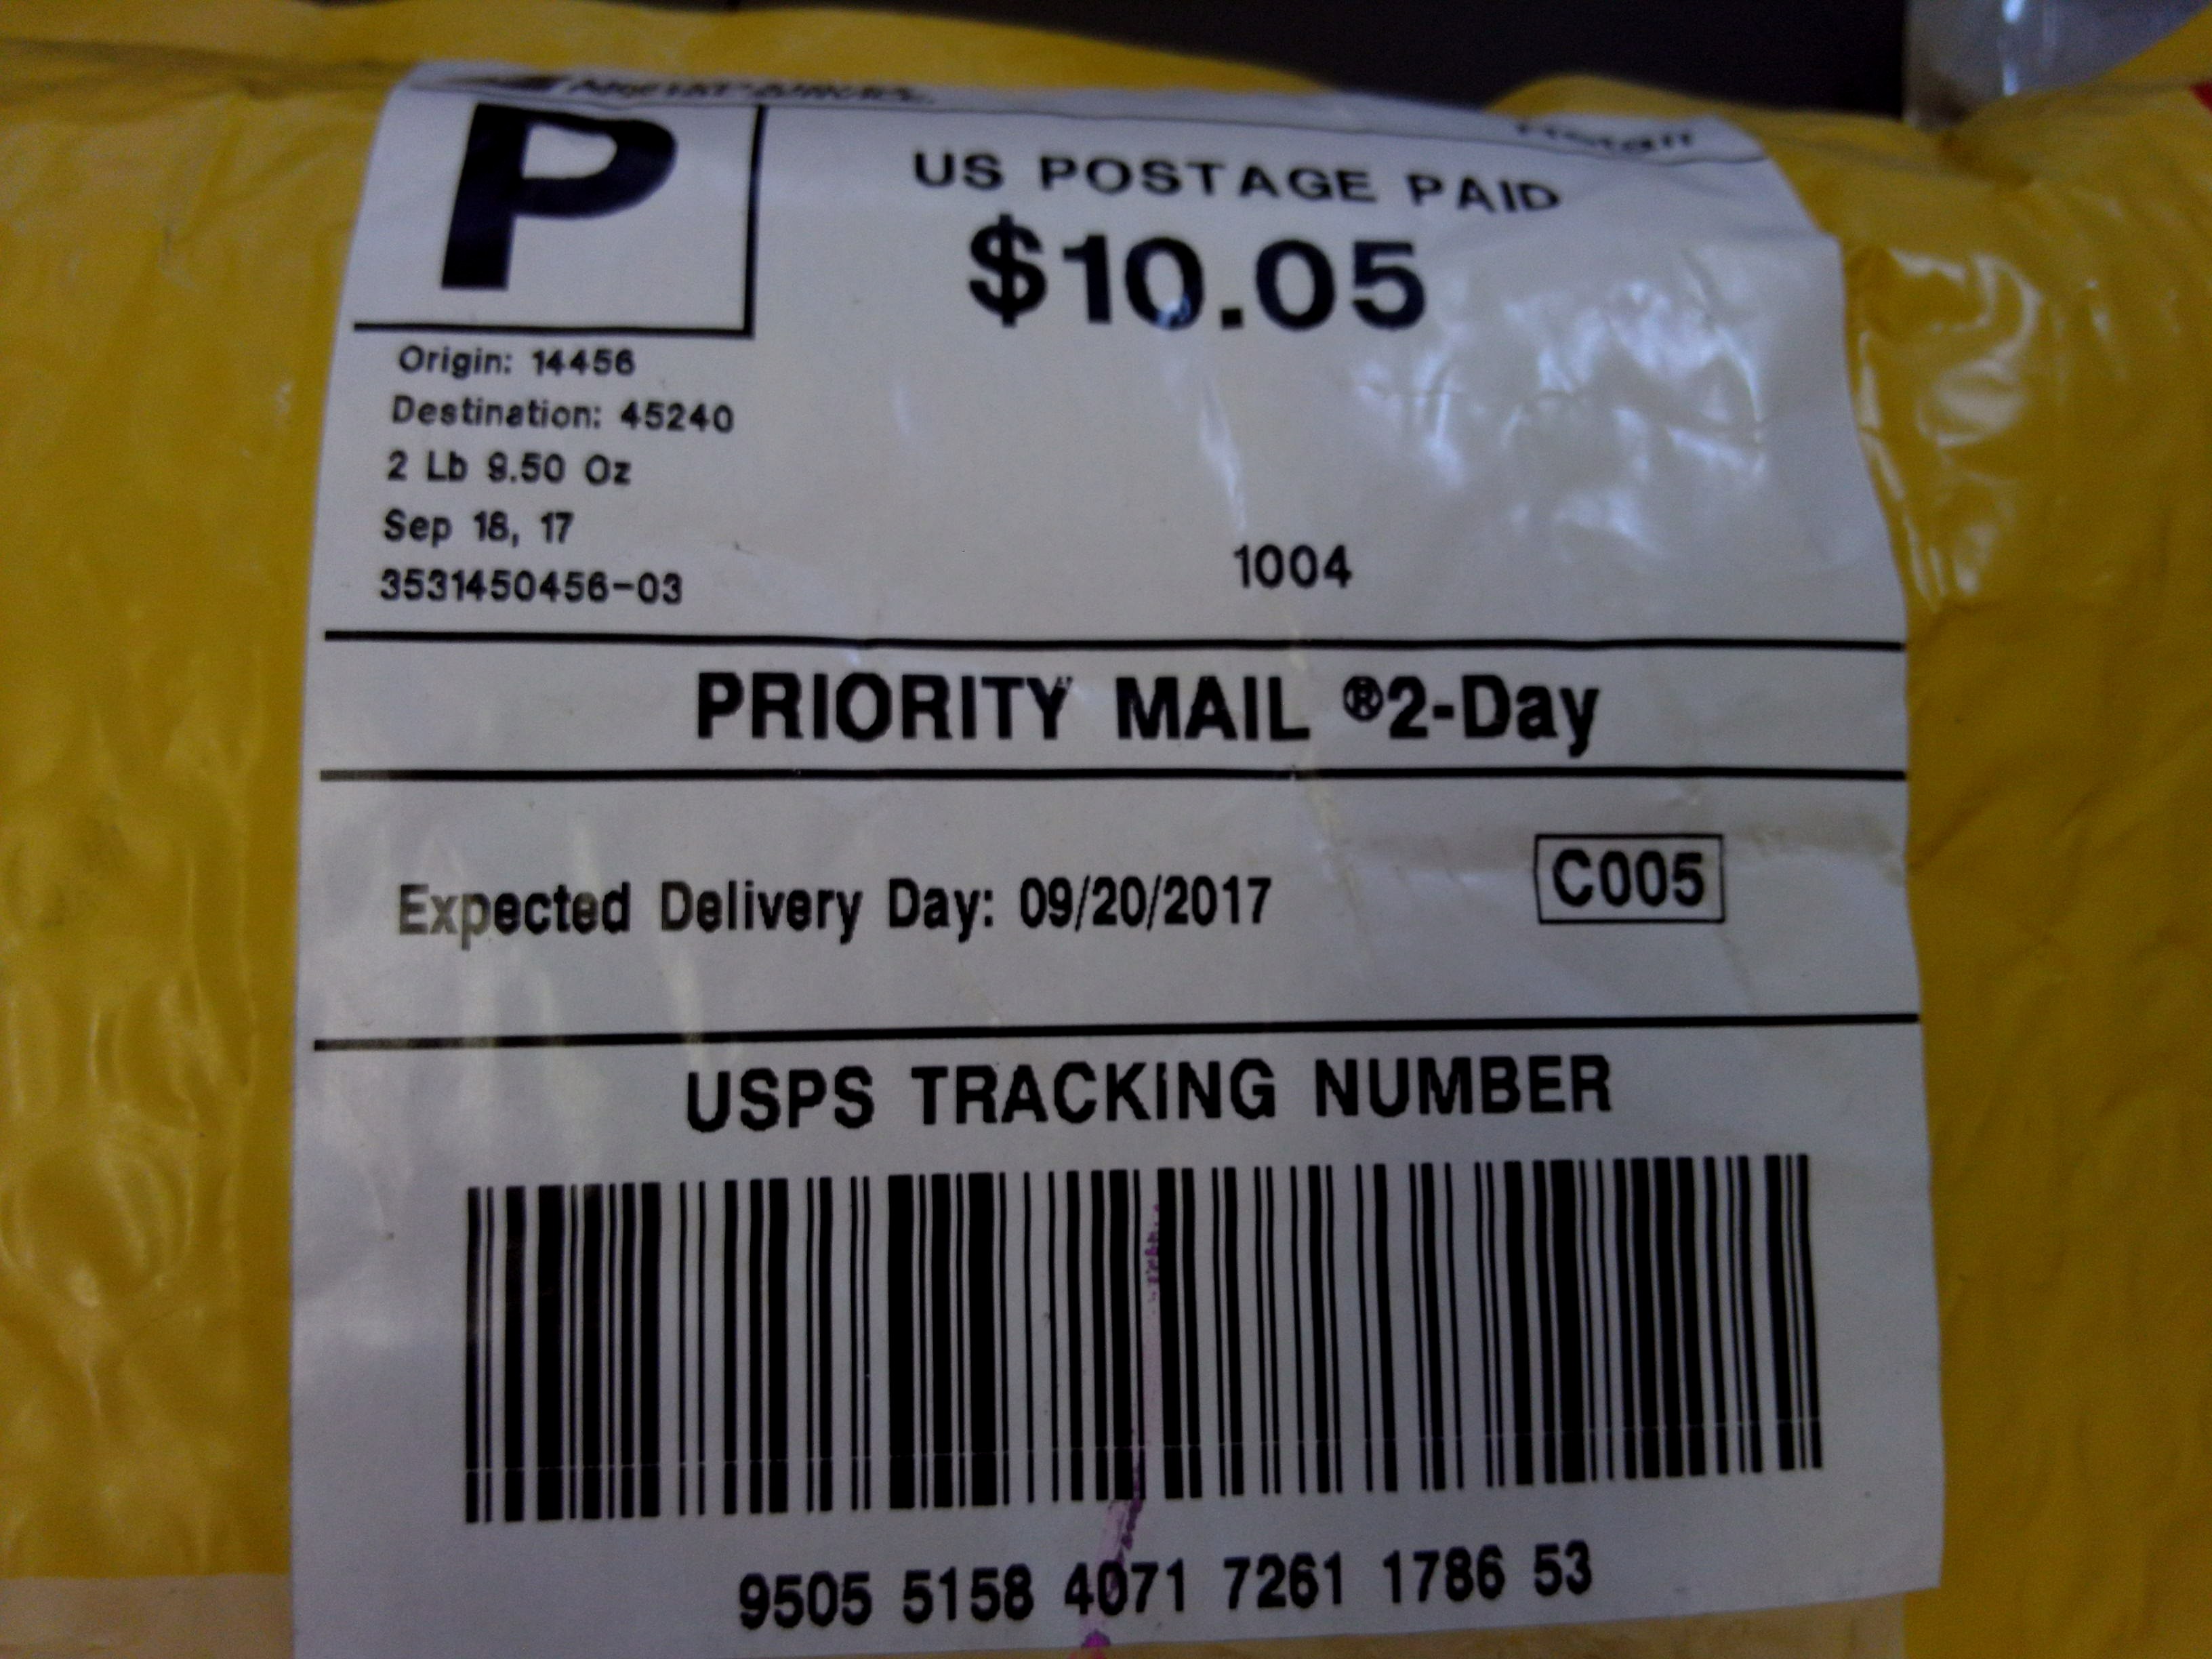 P
US POSTAGE PAID
$10.05
Origin: 14456
Destination: 45240
2 Lb 9.50 Oz
Sep 18, 17
3531450456-03
1004
PRIORITY MAIL ®2-Day
Expected Delivery Day: 09/20/2017
C005
USPS TRACKING NUMBER
9505 5158 4071 7261 1786 53